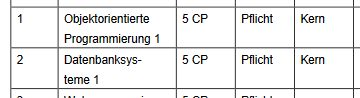 1 Objektorientierte 5 CP Pflicht Kern
Programmierung 1
2 Datenbanksys- 5 CP Pflicht Kern
teme 1